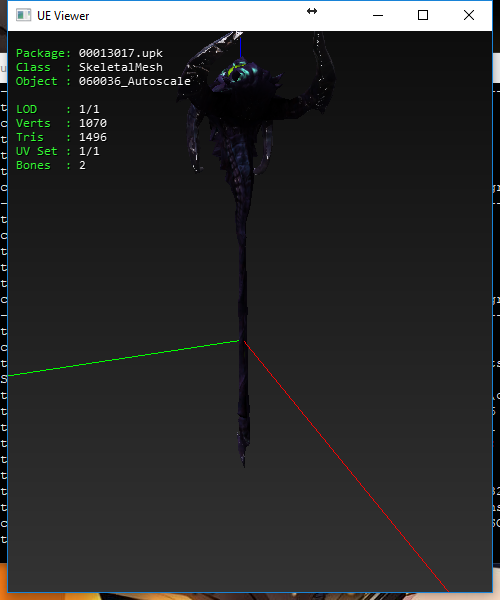 UE Viewer
Package: 00013017.upk
Class : SkeletalMesh
Object : 060036_Autoscale
LOD : 1/1
Verts : 1070
Tris : 1496
UV Set : 1/1
Bones : 2